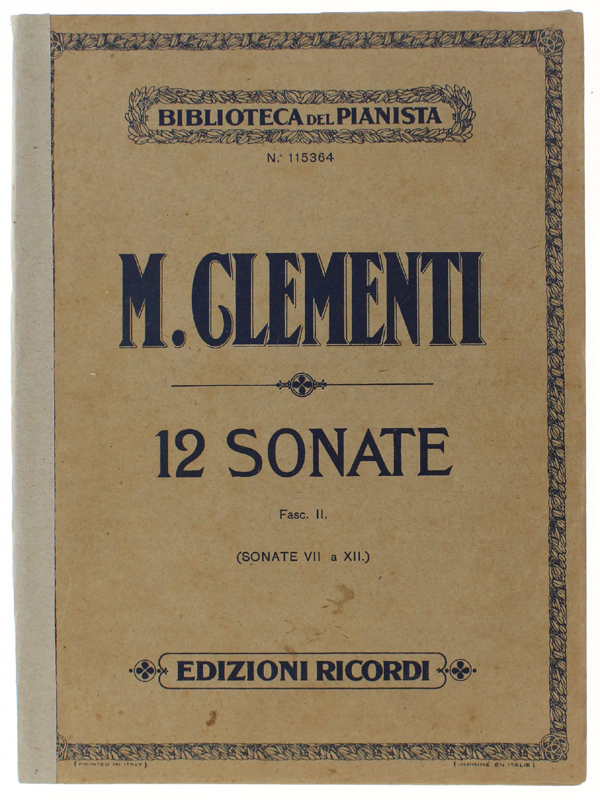 BIBLIOTECA DEL PIANISTA
N.º 115364
M. CLEMENTI
12 SONATE
Fasc. II.
(SONATE VII a XII.)
EDIZIONI RICORDI
(PRINTED IN ITALY)
(IMPRIMÉ EN ITALIE)